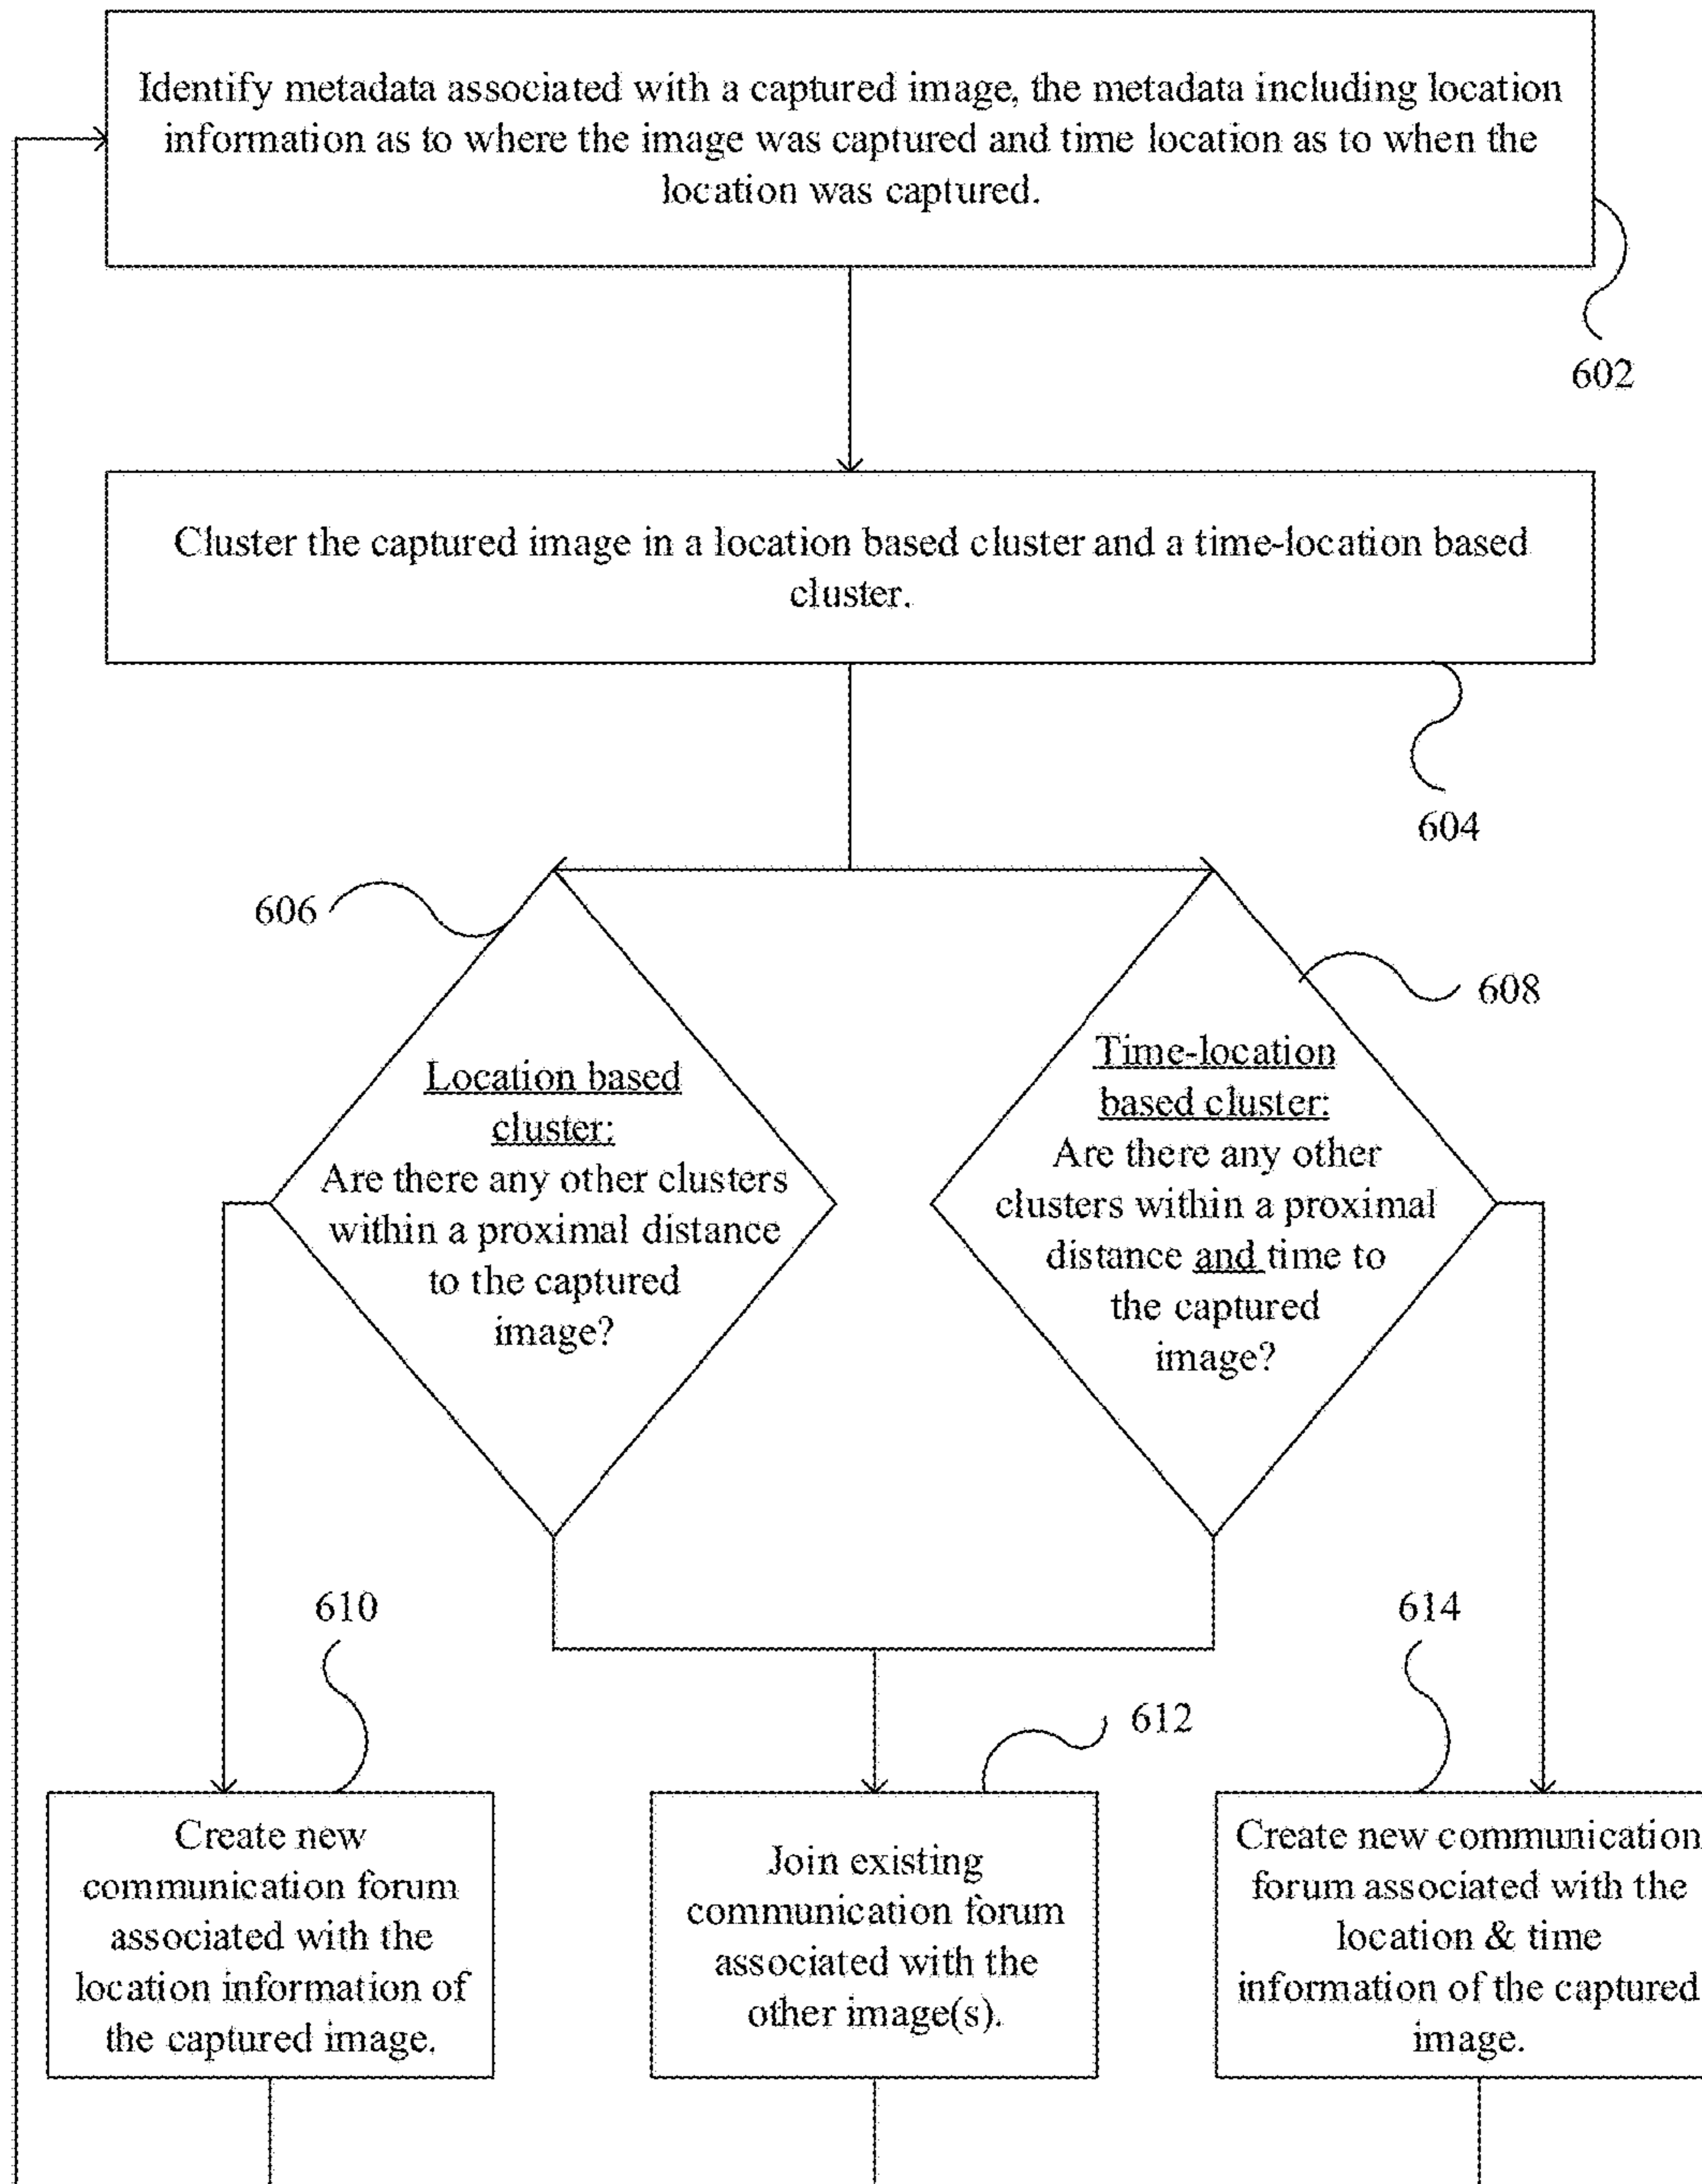 Identify metadata associated with a captured image, the metadata including location
information as to where the image was captured and time location as to when the
location was captured.
602
Cluster the captured image in a location based cluster and a time-location based
cluster.
604
606
608
Location based
cluster:
Are there any other clusters
within a proximal distance
to the captured
image?
Time-location
based cluster:
Are there any other
clusters within a proximal
distance and time to
the captured
image?
610
614
612
Create new
communication forum
associated with the
location information of
the captured image.
Join existing
communication forum
associated with the
other image(s).
Create new communication
forum associated with the
location & time
information of the captured
image.